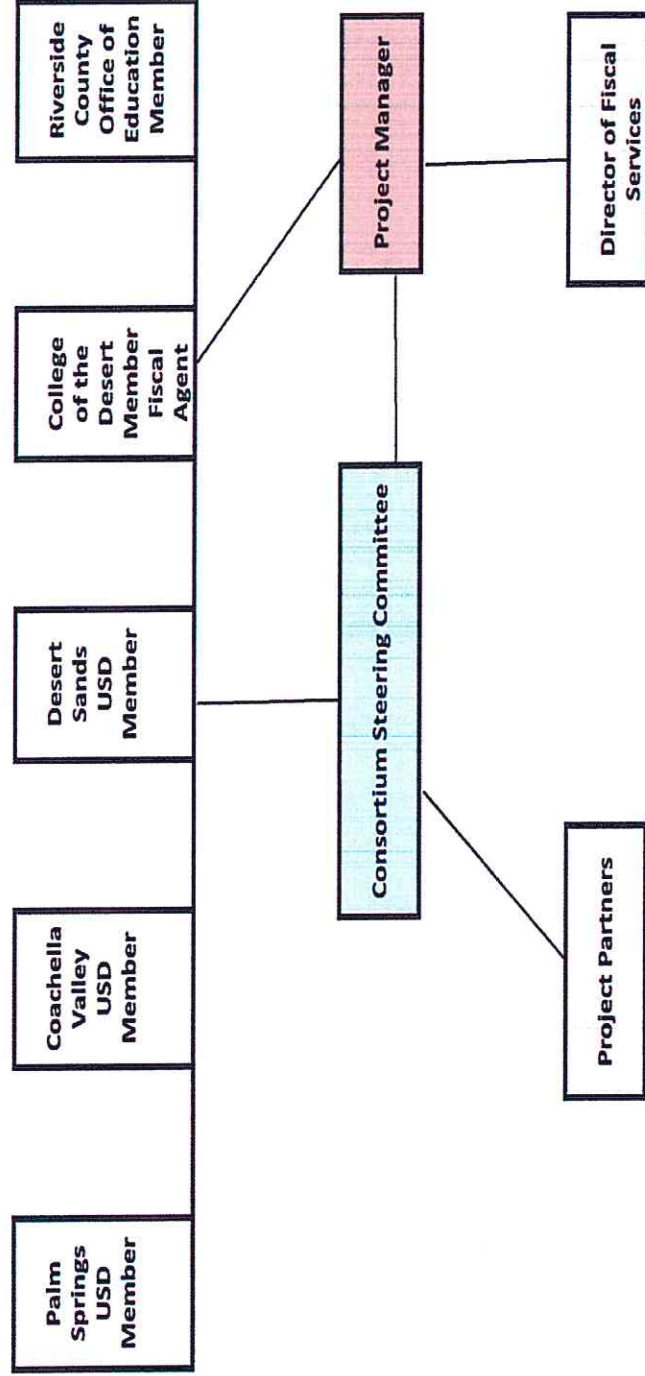 Palm
Springs
USD
Member
Coachella
Valley
USD
Member
Desert
Sands
USD
Member
College
of the
Desert
Member
Fiscal
Agent
Riverside
County
Office of
Education
Member
Consortium Steering Committee
Project Manager
Project Partners
Director of Fiscal
Services